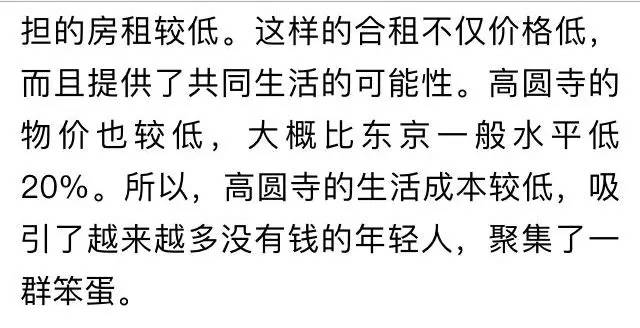 担的房租较低。这样的合租不仅价格低，
而且提供了共同生活的可能性。高圆寺的
物价也较低，大概比东京一般水平低
20%。所以，高圆寺的生活成本较低，吸
引了越来越多没有钱的年轻人，聚集了一
群笨蛋。